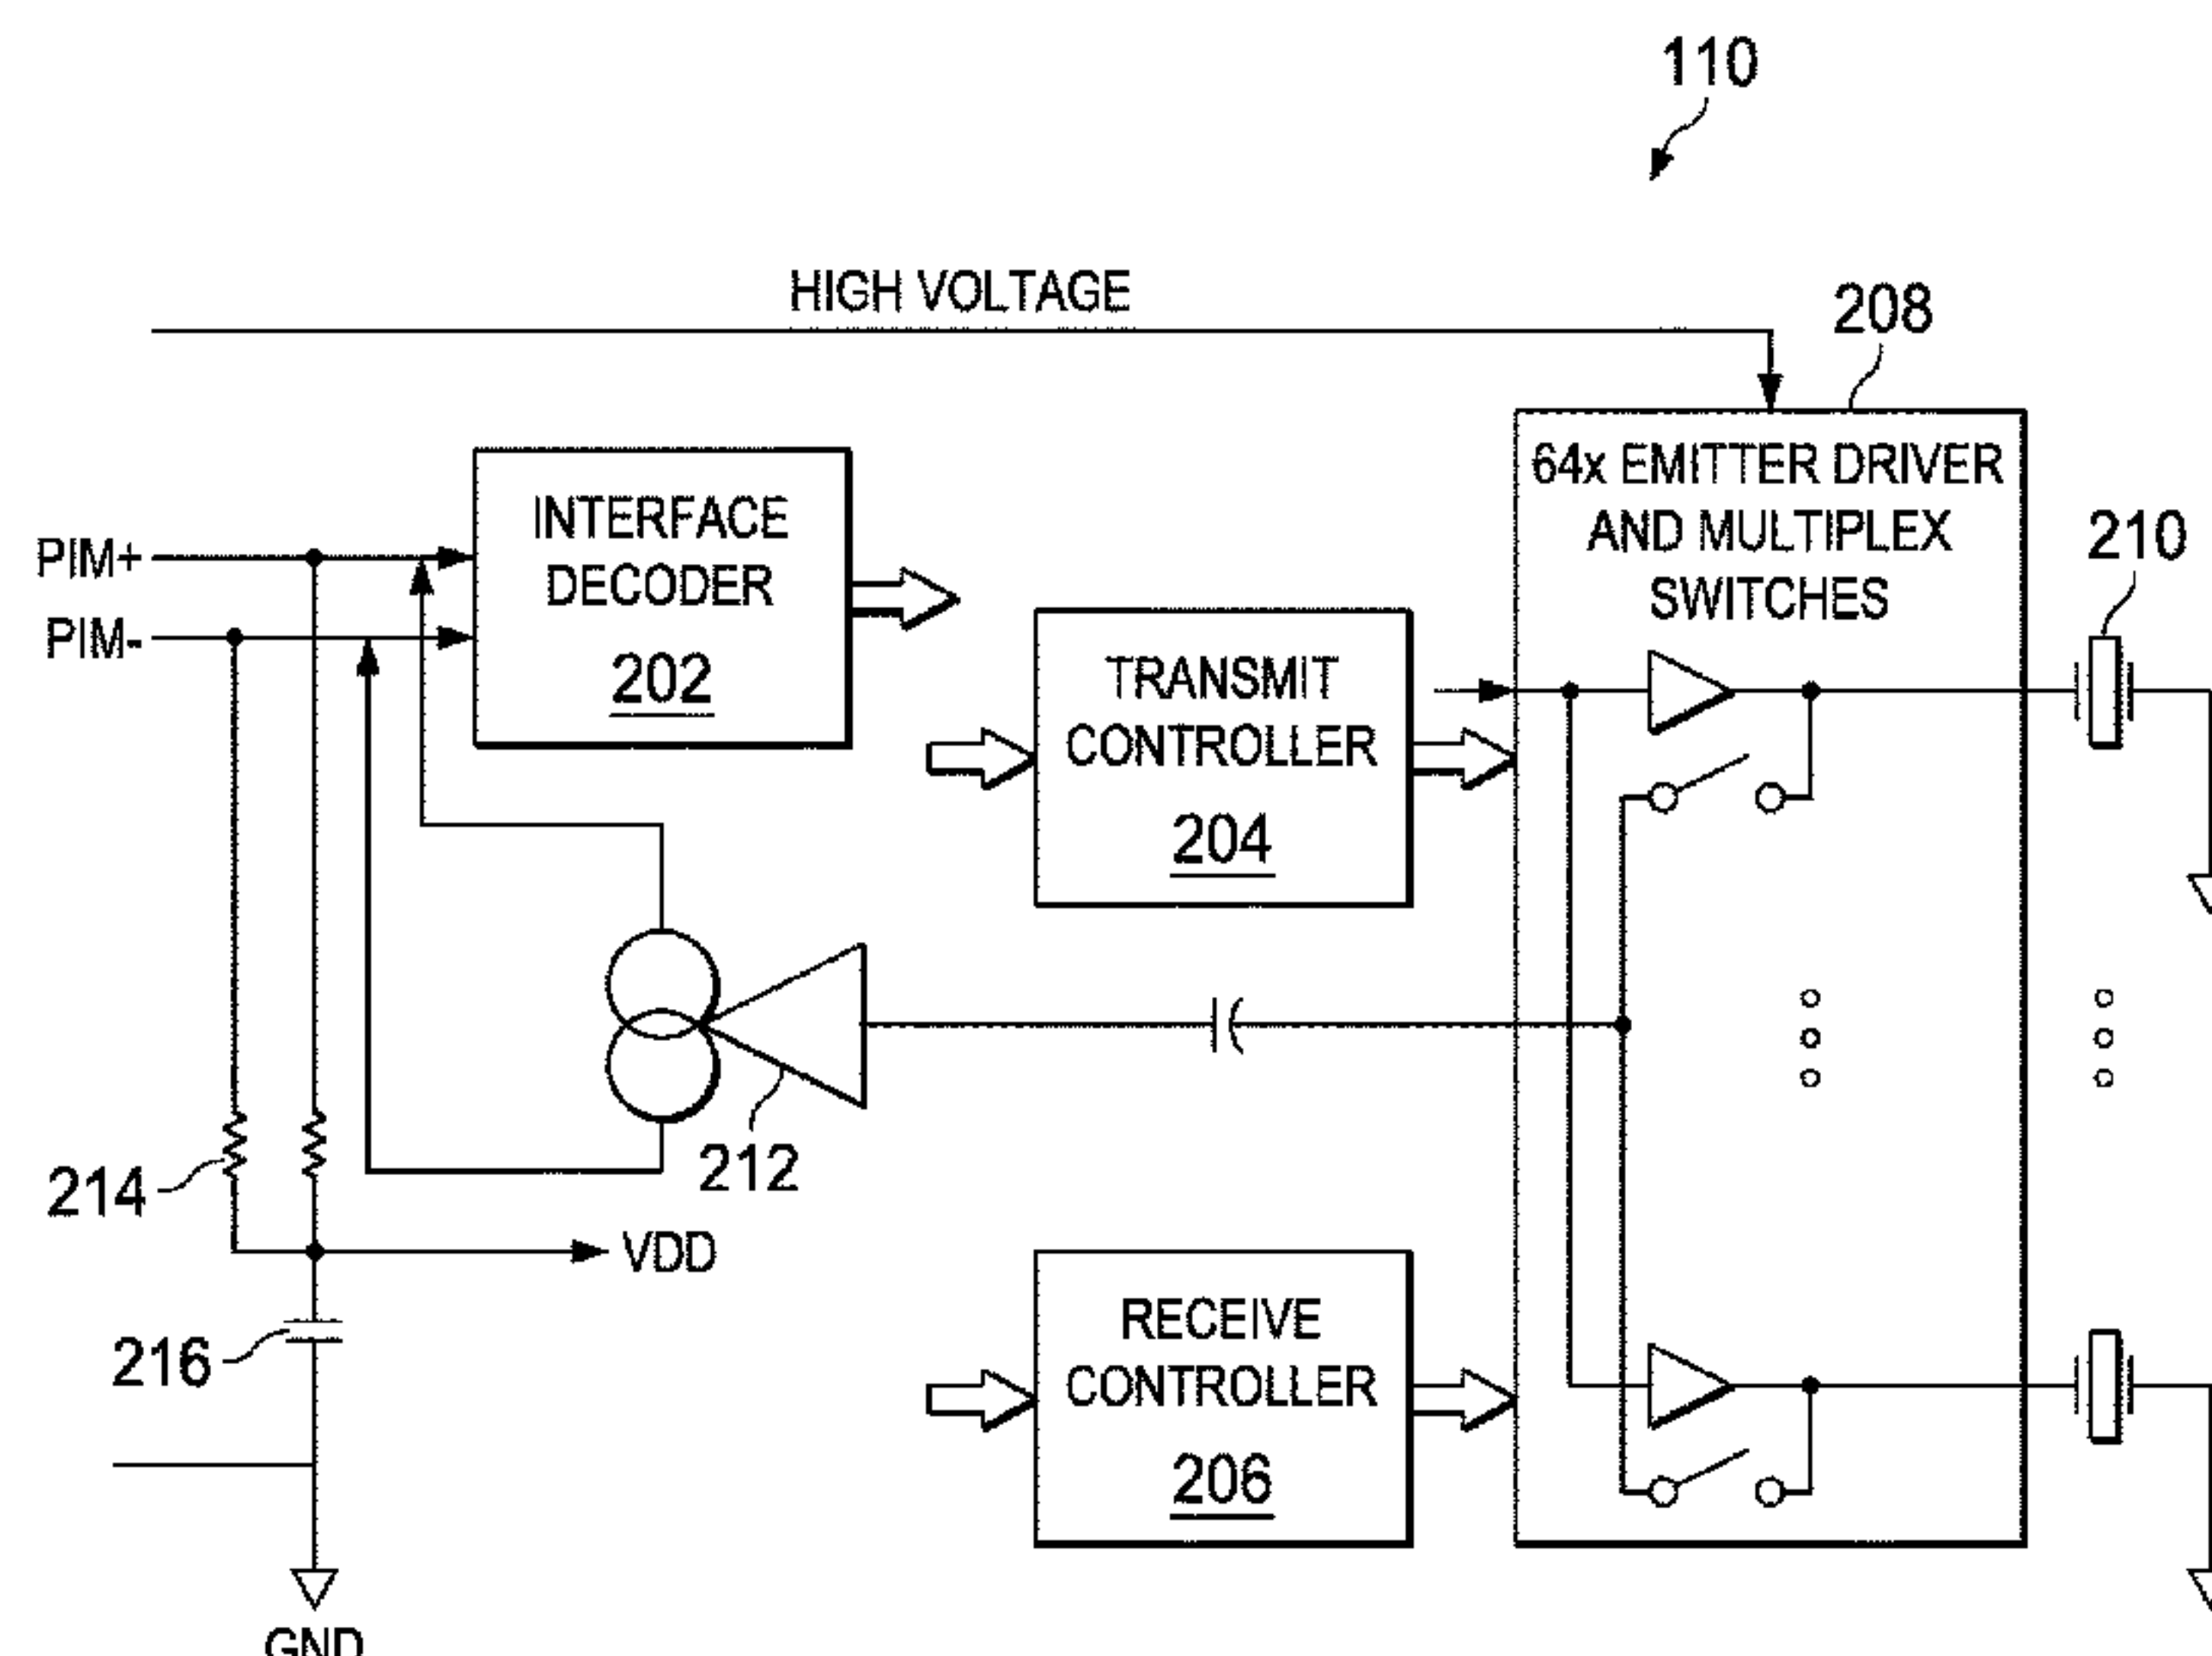 110
HIGH VOLTAGE
208
64x EMITTER DRIVER
AND MULTIPLEX
SWITCHES
210
INTERFACE
DECODER
202
PIM+
PIM-
TRANSMIT
CONTROLLER
204
212
214
VDD
216
RECEIVE
CONTROLLER
206
GND